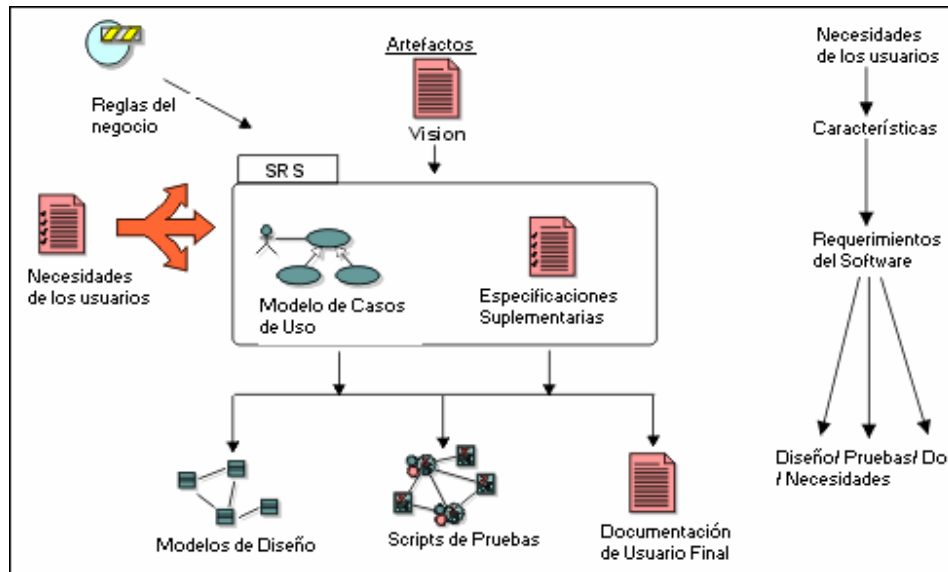 Artefactos
Reglas del
negocio
Vision
SRS
Necesidades
de los usuarios
Modelo de Casos
de Uso
Especificaciones
Suplementarias
Modelos de Diseño
Scripts de Pruebas
Documentación
de Usuario Final
Necesidades
de los usuarios
Características
Requerimientos
del Software
Diseño/ Pruebas/ Do
/ Necesidades